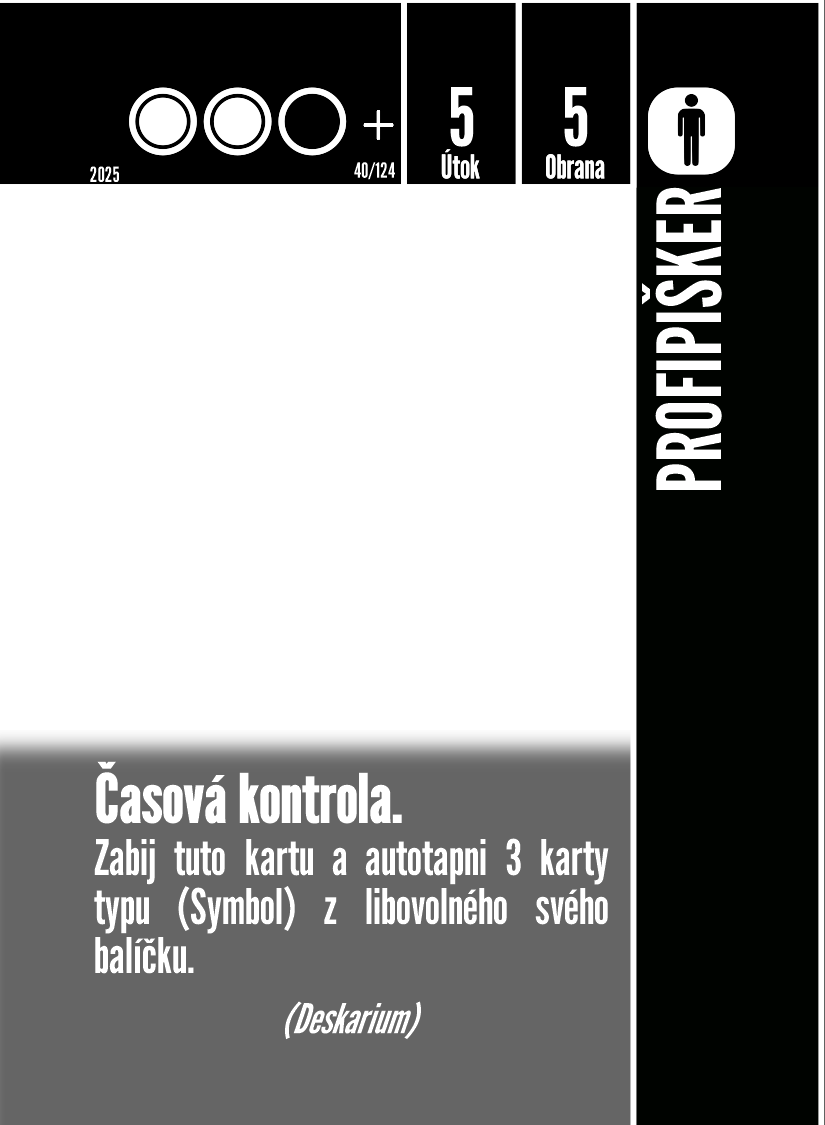 2025
+
40/124
5
Útok
5
Obrana
PROFIPIŠKER
Časová kontrola.
Zabij tuto kartu a autotapni 3 karty
typu (Symbol) z libovolného svého
balíčku.
(Deskarium)